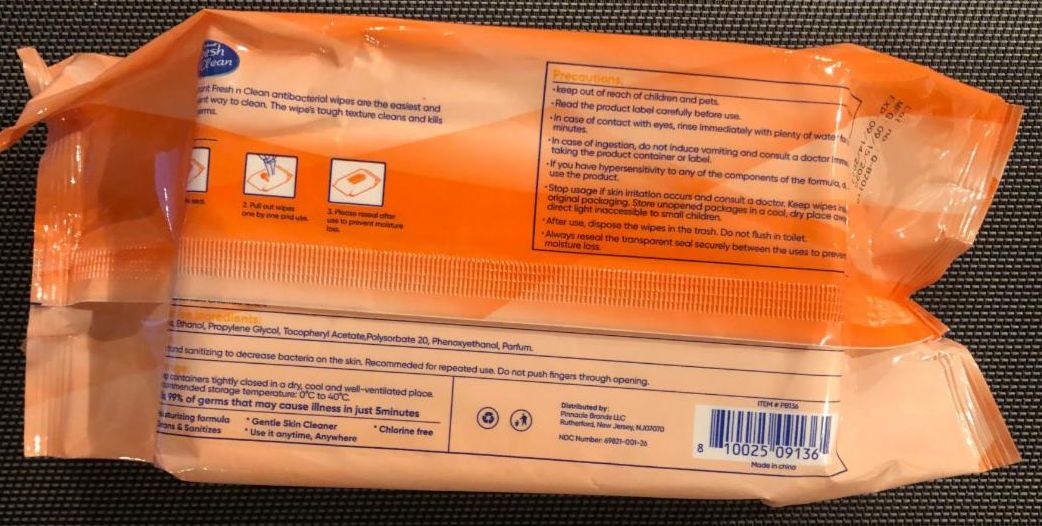 esh
Clean
Fresh n Clean antibacterial wipes are the easiest and
way to clean. The wipe's tough texture cleans and kills
erms.
seal.
2. Pull out wipes
one by one and use.
3. Please reseal after
use to prevent moisture
loss.
Precautions:
• keep out of reach of children and pets.
• Read the product label carefully before use.
• In case of contact with eyes, rinse immediately with plenty of water for
minutes.
• In case of ingestion, do not induce vamiting and consult a doctor imme
taking the product container or label.
• If you have hypersensitivity to any of the components of the formula, d
use the product.
• Stop usage if skin irritation occurs and consult a doctor. Keep wipes in
original packaging. Store unopened packages in a cool, dry place away
direct light inaccessible to small children.
• After use, dispose the wipes in the trash. Do not flush in toilet.
• Always reseal the transparent seal securely between the uses to preven
moisture loss.
ingredients:
Ethanol, Propylene Glycol, Tocopheryl Acetate,Polysorbate 20, Phenoxyethanol, Parfum.
hand sanitizing to decrease bacteria on the skin. Recommeded for repeated use. Do not push fingers through opening.
containers tightly closed in a dry, cool and well-ventilated place.
ommended storage temperature: 0°C to 40°C.
99% of germs that may cause illness in just 5minutes
isturizing formula
• Gentle Skin Cleaner
• Chlorine free
eans & Sanitizes
• Use it anytime, Anywhere
Distributed by:
Pinnacle Brands LLC
Rutherford, New Jersey, NJ07070
NDC Number: 69821-001-26
ITEM # PB136
8 10025 09136
Made in china